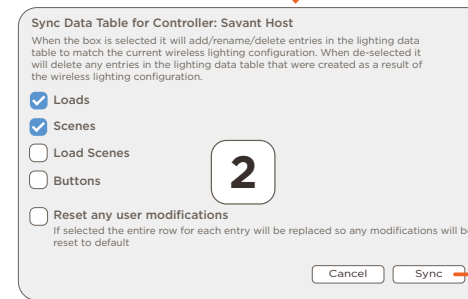 Sync Data Table for Controller: Savant Host
When the box is selected it will add/rename/delete entries in the lighting data
table to match the current wireless lighting configuration. When de-selected it
will delete any entries in the lighting data table that were created as a result of
the wireless lighting configuration.
Loads
Scenes
Load Scenes
Buttons
2
Reset any user modifications
If selected the entire row for each entry will be replaced so any modifications will be
reset to default
Cancel Sync